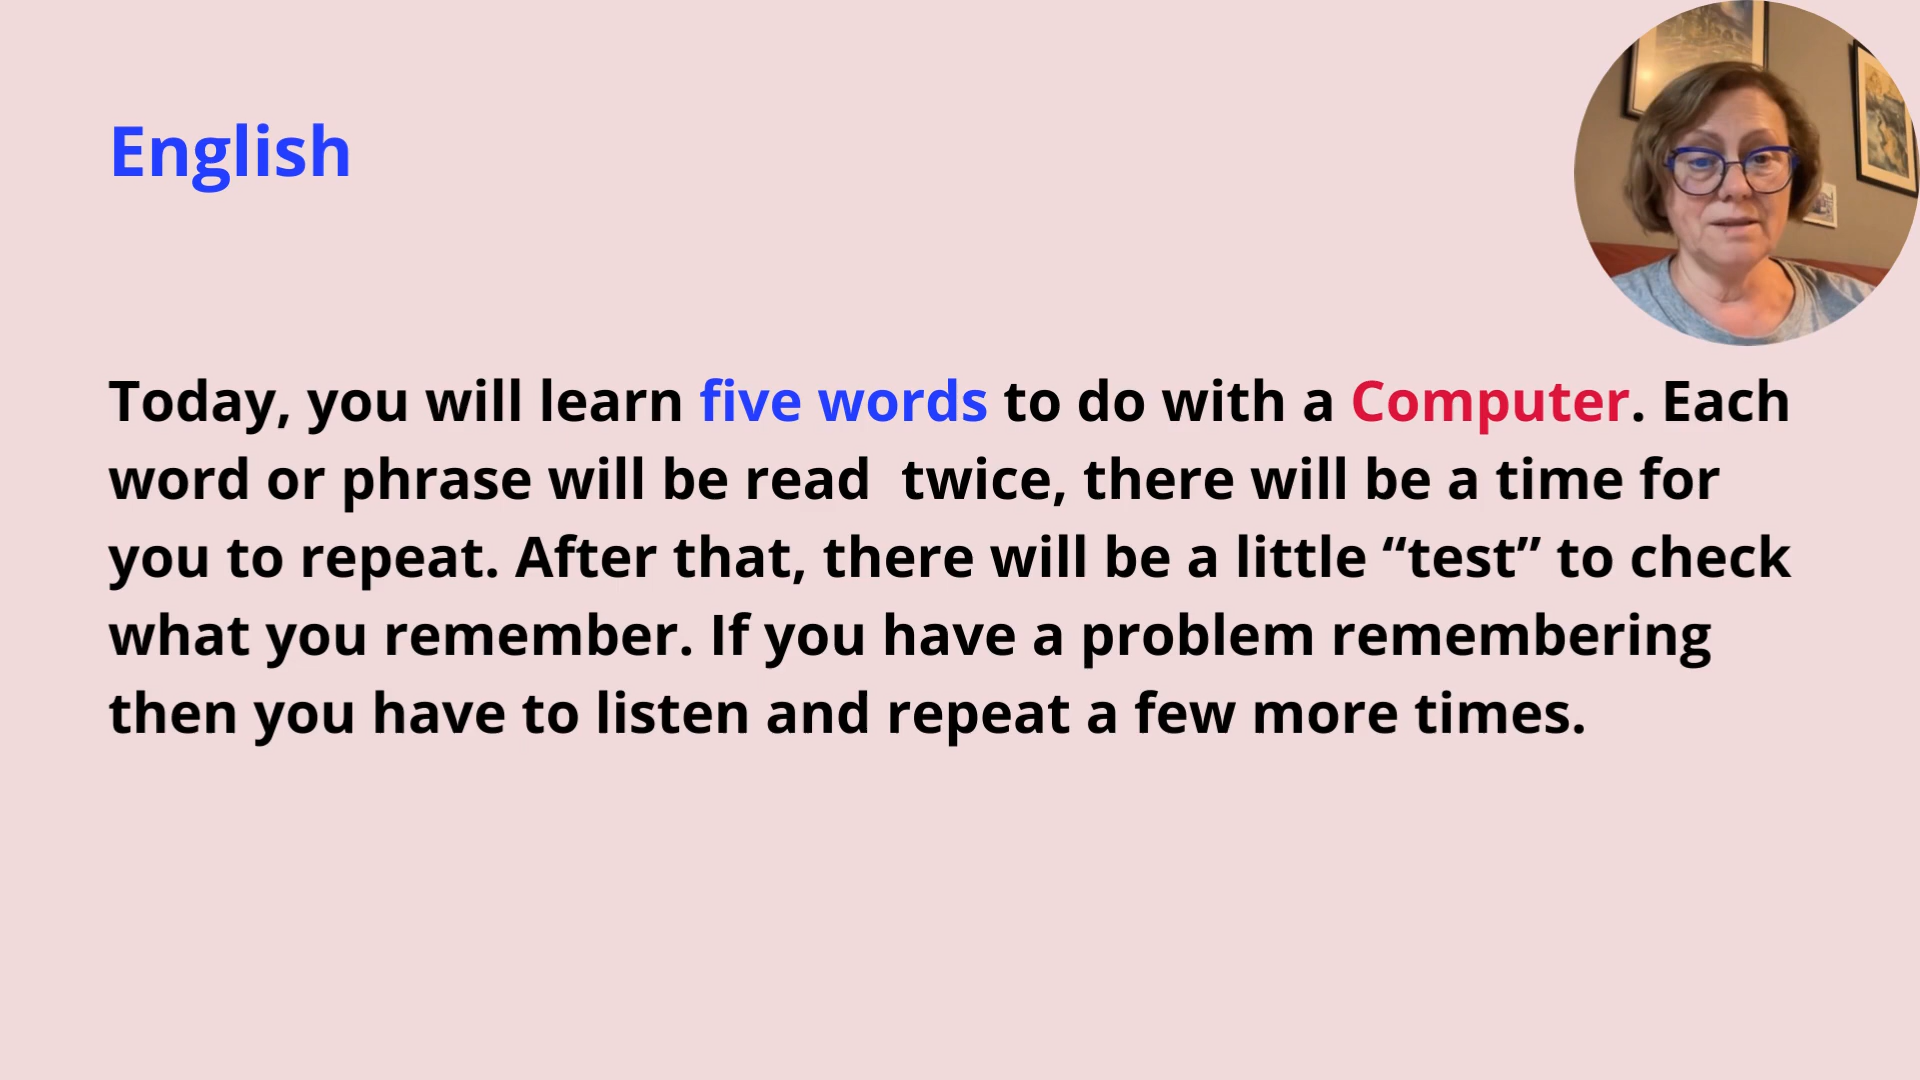 English
Today, you will learn five words to do with a Computer. Each
word or phrase will be read  twice, there will be a time for
you to repeat. After that, there will be a little “test” to check
what you remember. If you have a problem remembering
then you have to listen and repeat a few more times.